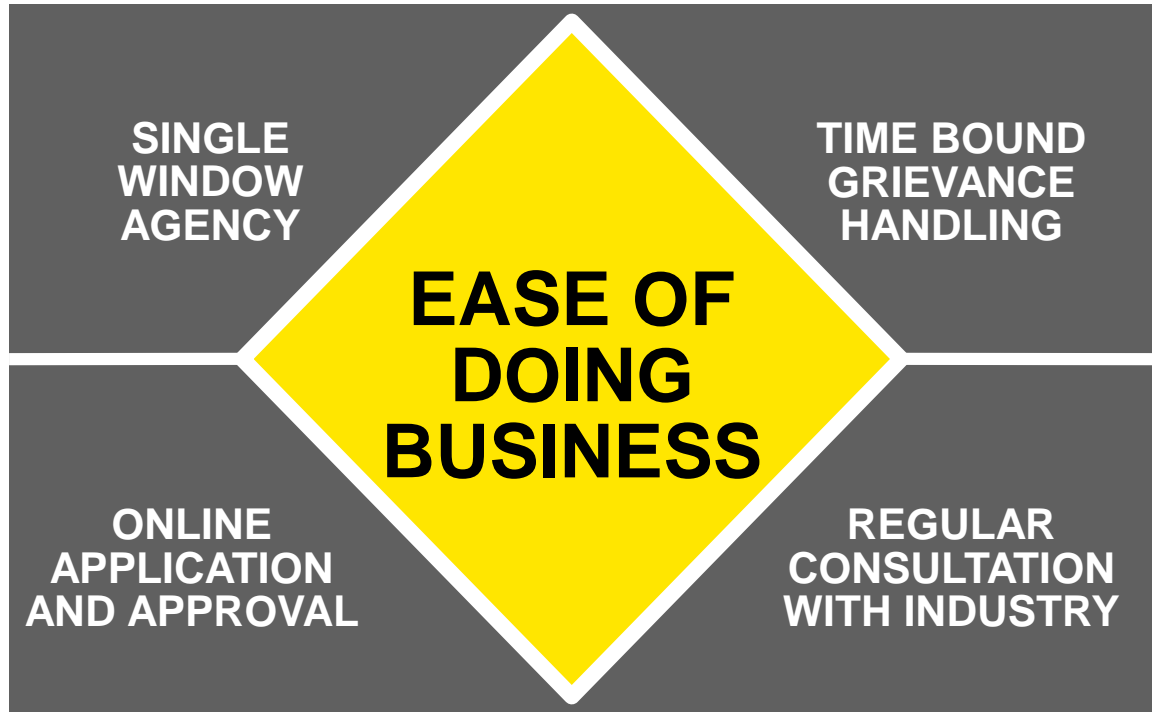 SINGLE
WINDOW
AGENCY
TIME BOUND
GRIEVANCE
HANDLING
EASE OF
DOING
BUSINESS
ONLINE
APPLICATION
AND APPROVAL
REGULAR
CONSULTATION
WITH INDUSTRY